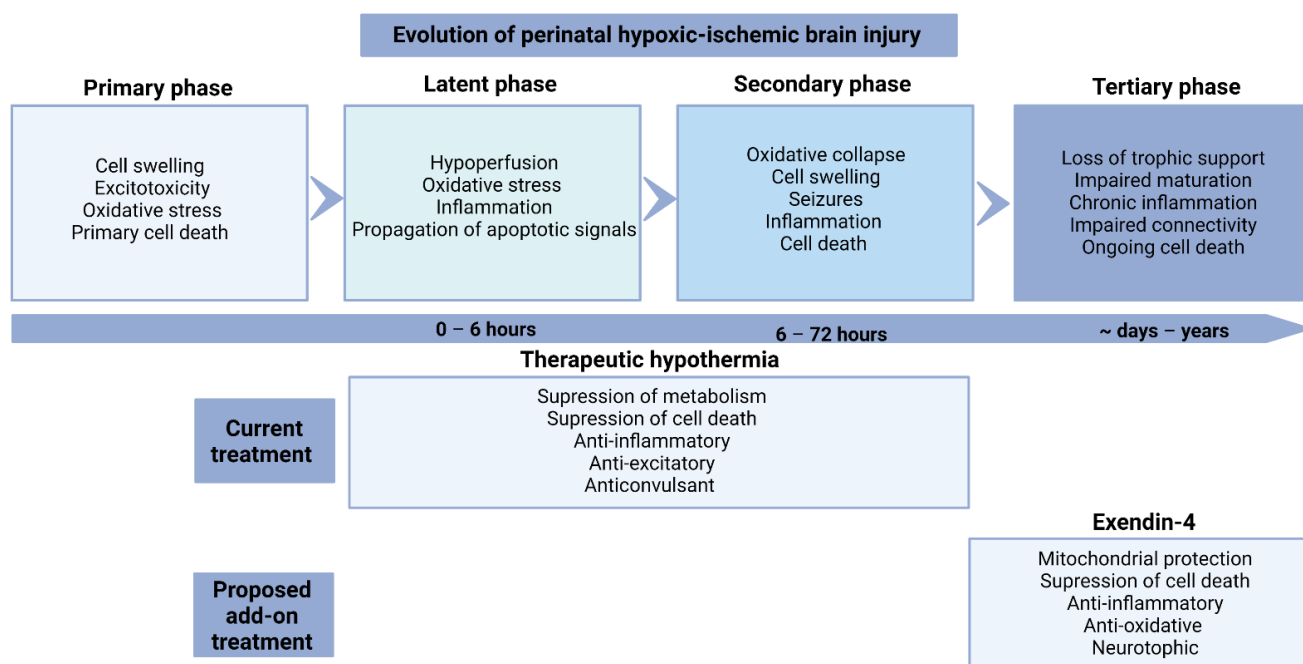 Evolution of perinatal hypoxic-ischemic brain injury
Primary phase
Cell swelling
Excitotoxicity
Oxidative stress
Primary cell death
Latent phase
Hypoperfusion
Oxidative stress
Inflammation
Propagation of apoptotic signals
Secondary phase
Oxidative collapse
Cell swelling
Seizures
Inflammation
Cell death
Tertiary phase
Loss of trophic support
Impaired maturation
Chronic inflammation
Impaired connectivity
Ongoing cell death
0 – 6 hours
6 – 72 hours
~ days – years
Current
treatment
Therapeutic hypothermia
Supression of metabolism
Supression of cell death
Anti-inflammatory
Anti-excitatory
Anticonvulsant
Proposed
add-on
treatment
Exendin-4
Mitochondrial protection
Supression of cell death
Anti-inflammatory
Anti-oxidative
Neurotophic